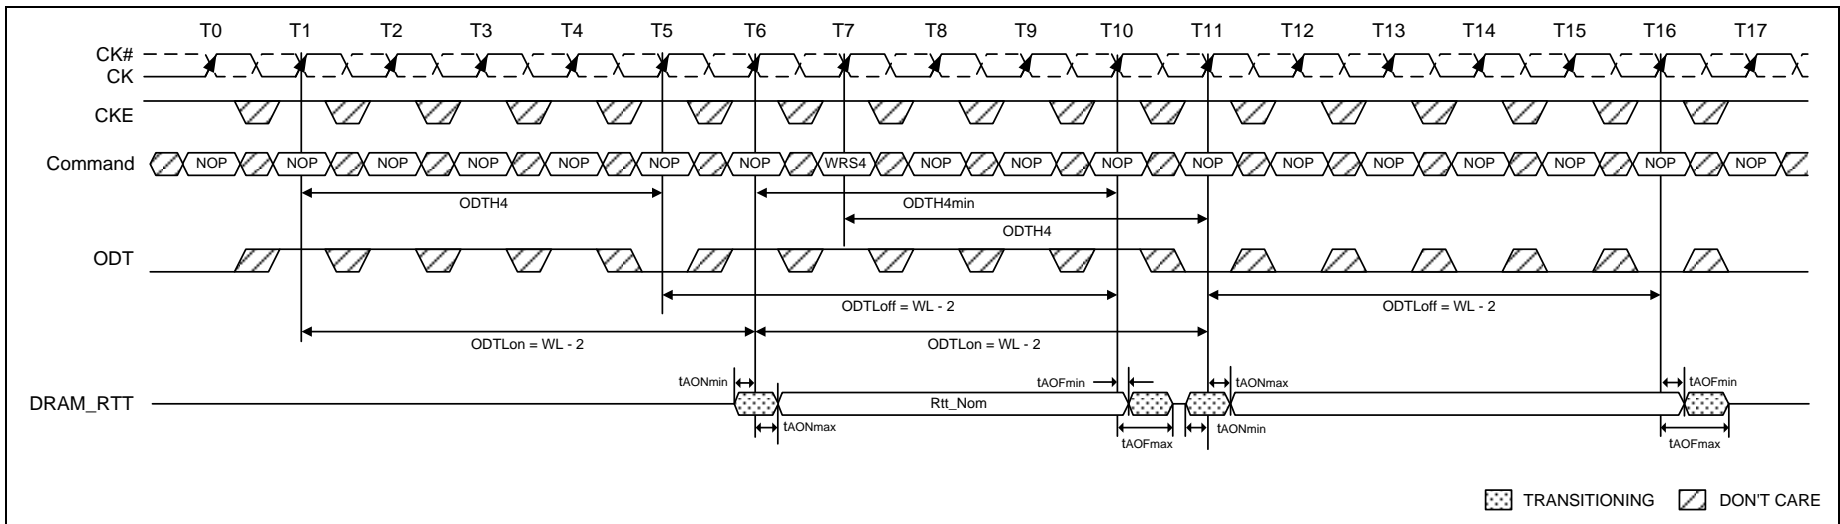 T0 T1 T2 T3 T4 T5 T6 T7 T8 T9 T10 T11 T12 T13 T14 T15 T16 T17
CK#
CK
CKE
Command NOP NOP NOP NOP NOP NOP NOP WRS4 NOP NOP NOP NOP NOP NOP NOP NOP NOP NOP
ODTH4 ODTH4min
ODTH4
ODT
ODTLoff = WL - 2 ODTLoff = WL - 2
ODTLon = WL - 2 ODTLon = WL - 2
tAONmin tAOFmin tAONmax tAOFmin
DRAM_RTT Rtt_Nom
tAONmax tAOFmax tAONmin tAOFmax
TRANSITIONING DON'T CARE